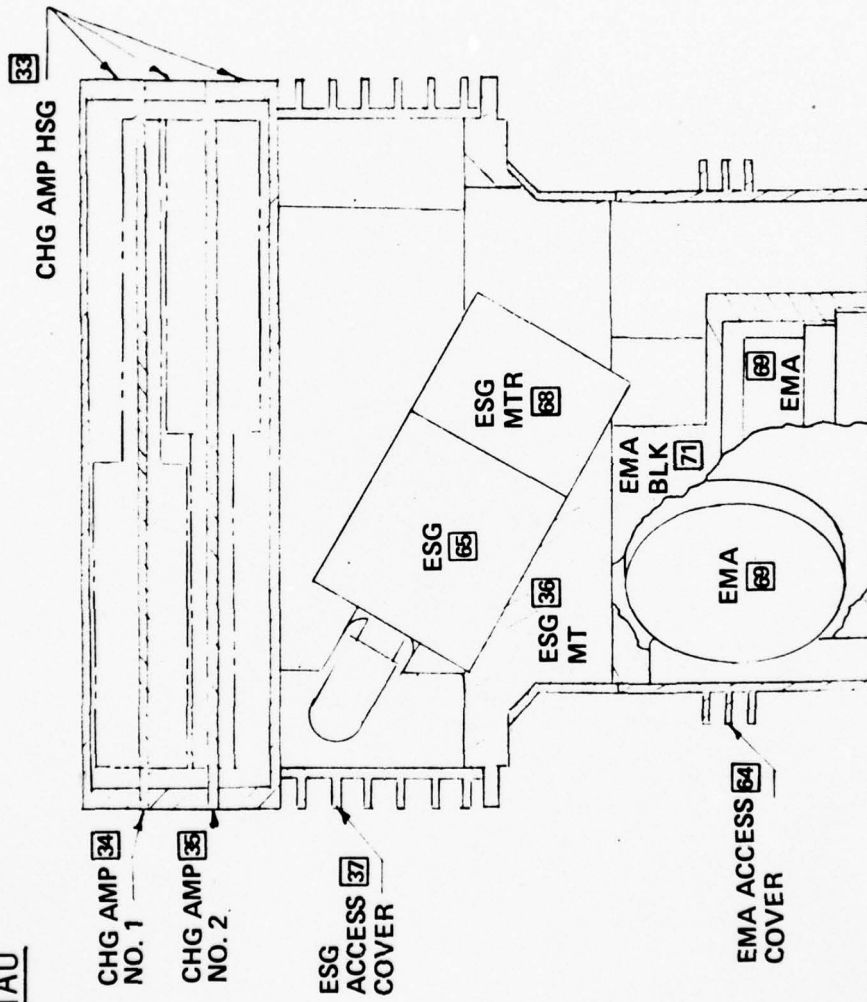 33
CHG AMP HSG
IAU
CHG AMP 34
NO. 1
CHG AMP 35
NO. 2
ESG
ACCESS 37
COVER
ESG
MTR
68
ESG
65
ESG 36
MT
EMA
BLK
71
69
EMA
EMA
69
EMA ACCESS 64
COVER